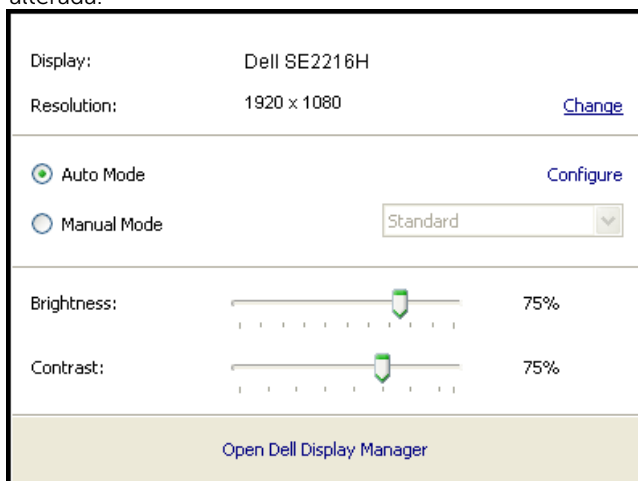 alterada.
Display: Dell SE2216H
Resolution: 1920 x 1080 Change
Auto Mode Configure
Manual Mode Standard
Brightness: 75%
Contrast: 75%
Open Dell Display Manager